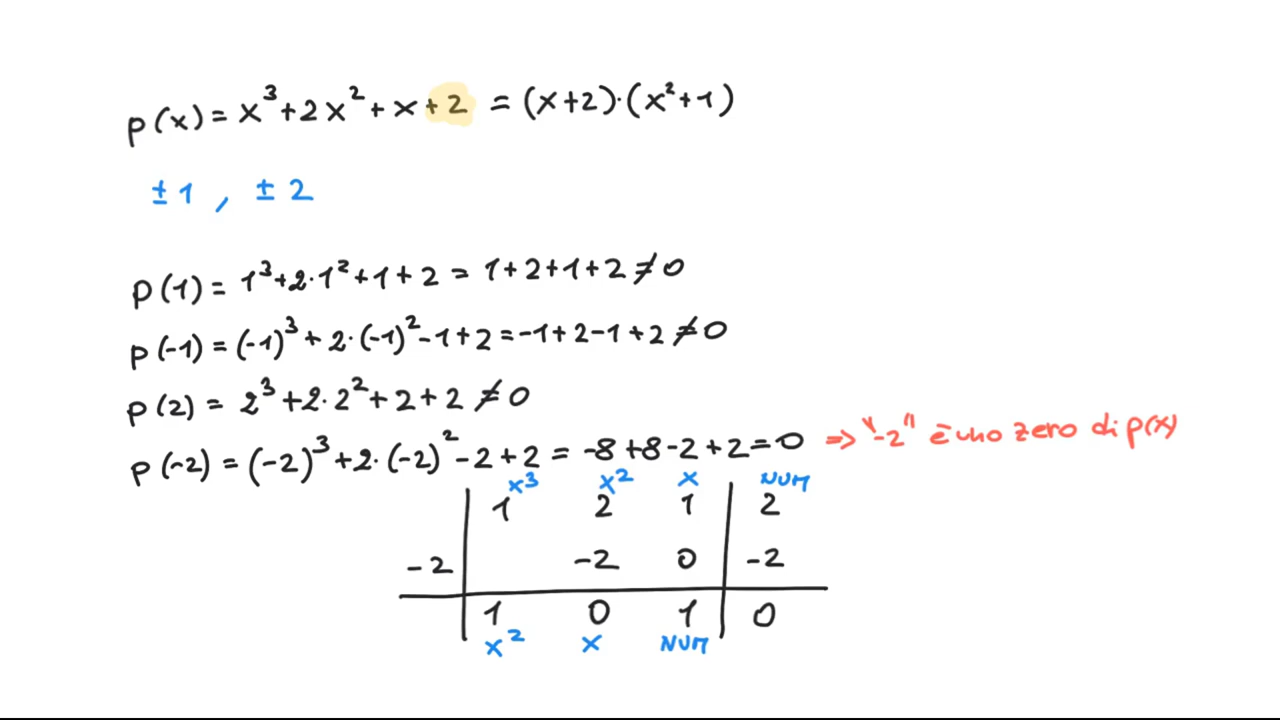 p(x) = x³+2x²+x+2 = (x+2)·(x²+1)
±1, ±2
p(1) = 1³+2·1²+1+2 = 1+2+1+2≠0
p(-1) = (-1)³+2·(-1)²-1+2=-1+2-1+2≠0
p(2) = 2³+2·2²+2+2≠0
p(-2) = (-2)³+2·(-2)²-2+2 = -8+8-2+2=0 ⇒ "-2" è uno zero di p(x)
x³ x² x NUM
1 2 1 2
-2 -2 0 -2
1 0 1 0
x² x NUM